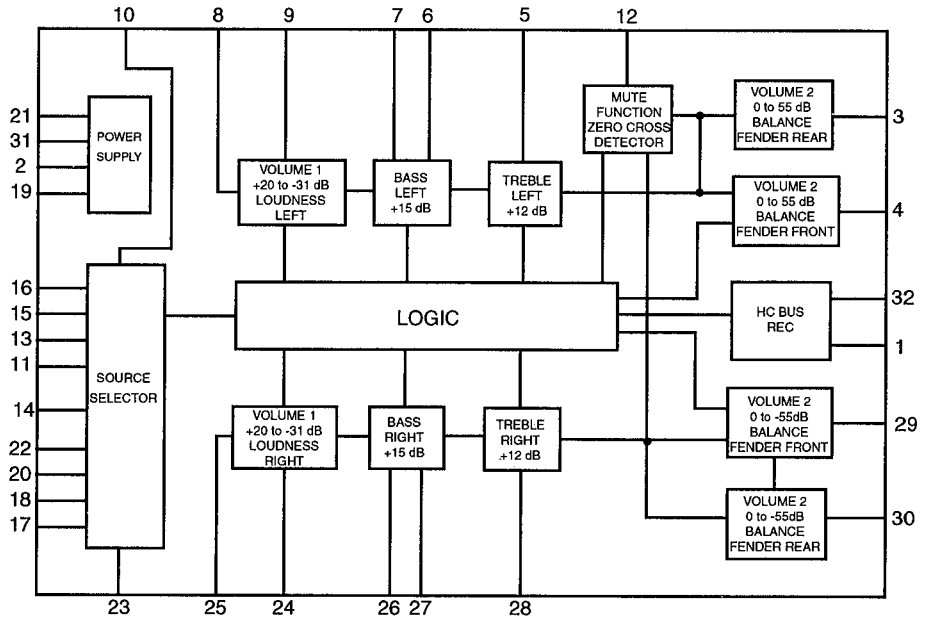 10
8
9
7
6
5
12
21
31
2
19
POWER
SUPPLY
VOLUME 1
+20 to -31 dB
LOUDNESS
LEFT
BASS
LEFT
+15 dB
TREBLE
LEFT
+12 dB
MUTE
FUNCTION
ZERO CROSS
DETECTOR
VOLUME 2
0 to 55 dB
BALANCE
FENDER REAR
3
VOLUME 2
0 to 55 dB
BALANCE
FENDER FRONT
4
16
15
13
11
14
22
20
18
17
SOURCE
SELECTOR
LOGIC
HC BUS
REC
32
1
VOLUME 1
+20 to -31 dB
LOUDNESS
RIGHT
BASS
RIGHT
+15 dB
TREBLE
RIGHT
.+12 dB
VOLUME 2
0 to -55dB
BALANCE
FENDER FRONT
29
VOLUME 2
0 to -55dB
BALANCE
FENDER REAR
30
23
25
24
26
27
28